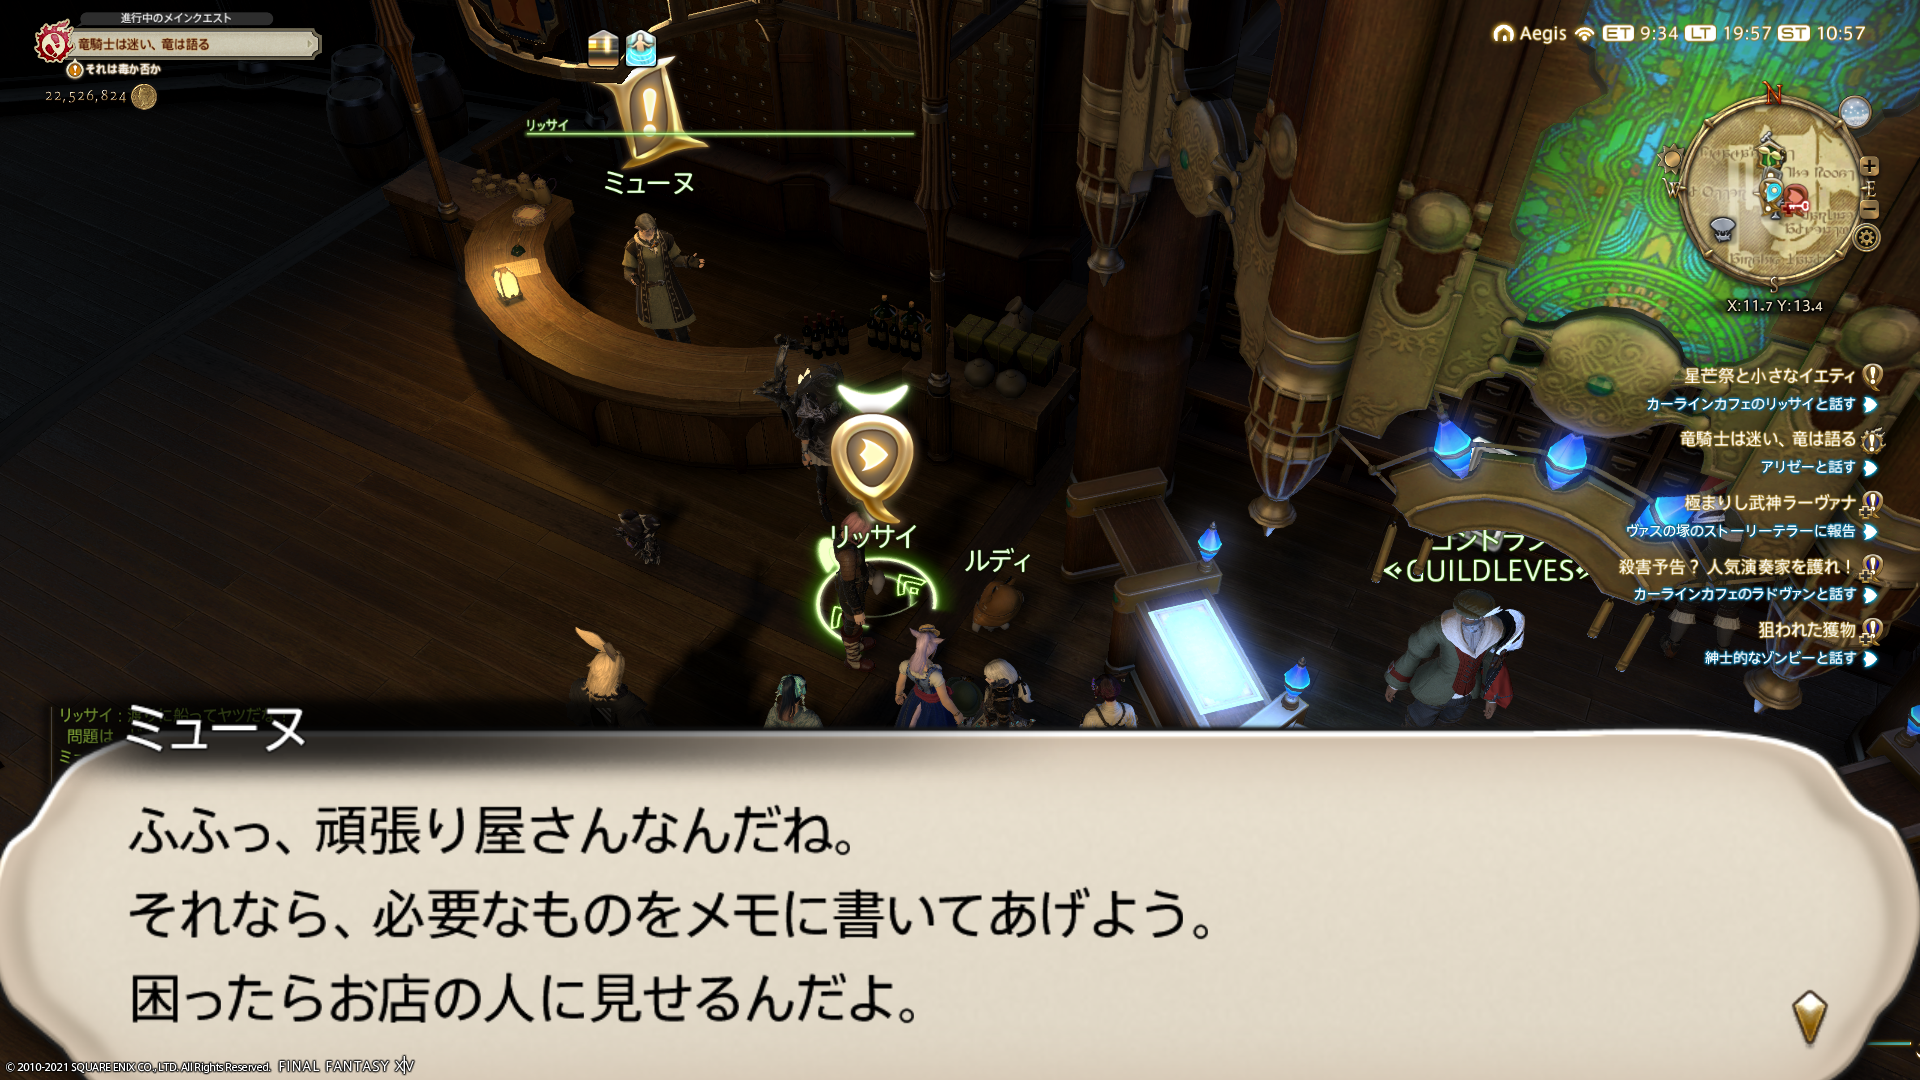 進行中のメインクエスト
竜騎士は迷い、竜は語る
それは毒か否か
22,526,824
Aegis ET 9:34 LT 19:57 ST 10:57
N
W
E
S
X:11.7 Y:13.4
リッサイ
ミューヌ
星芒祭と小さなイエティ
カーラインカフェのリッサイと話す
竜騎士は迷い、竜は語る
アリゼーと話す
極まりし武神ラーヴァナ
ヴァスの塚のストーリーテラーに報告
殺害予告？ 人気演奏家を護れ！
カーラインカフェのラドヴァンと話す
狙われた獲物
紳士的なゾンビーと話す
リッサイ
ルディ
ゴントラン
<GUILDLEVES>
リッサイ：
問題は
ミューヌ
ふふっ、頑張り屋さんなんだね。
それなら、必要なものをメモに書いてあげよう。
困ったらお店の人に見せるんだよ。
© 2010-2021 SQUARE ENIX CO., LTD. All Rights Reserved. FINAL FANTASY XIV